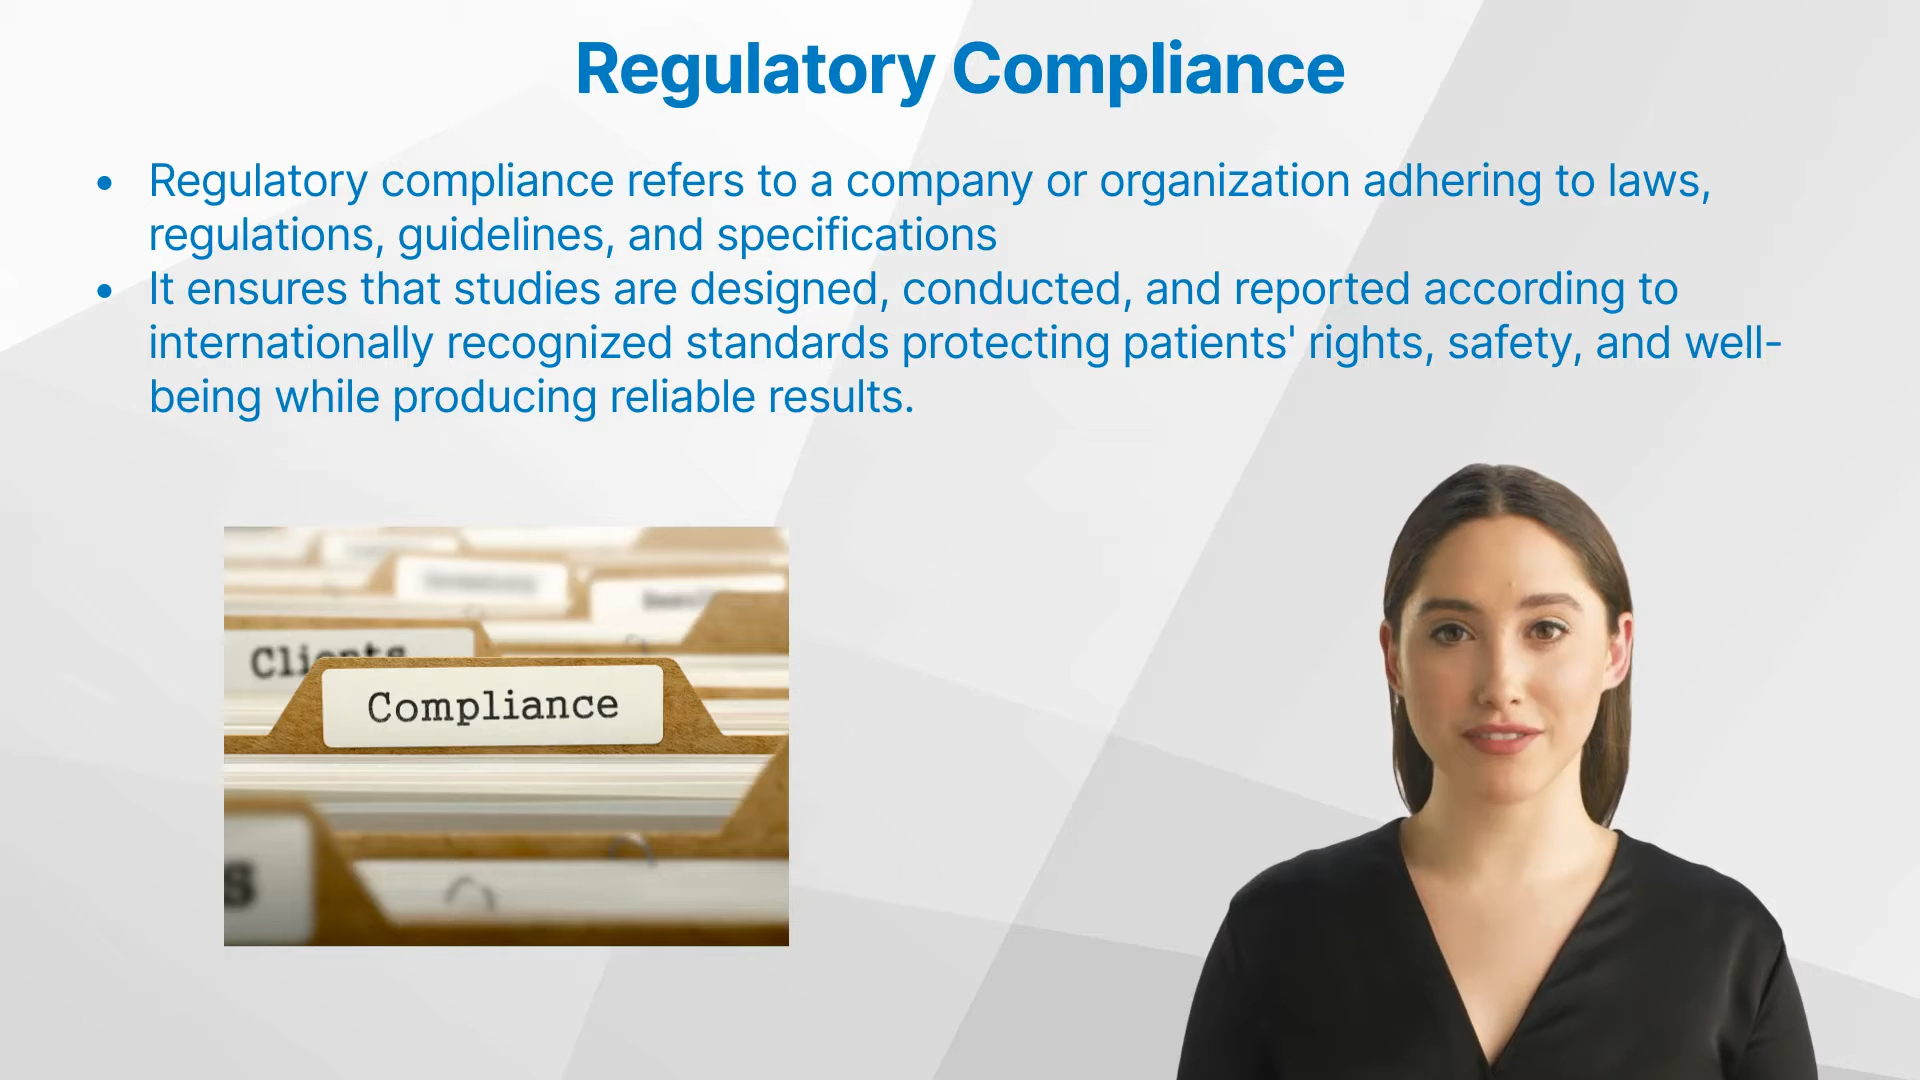 Regulatory Compliance
• Regulatory compliance refers to a company or organization adhering to laws,
regulations, guidelines, and specifications
• It ensures that studies are designed, conducted, and reported according to
internationally recognized standards protecting patients' rights, safety, and well-
being while producing reliable results.
Clients
Compliance
s